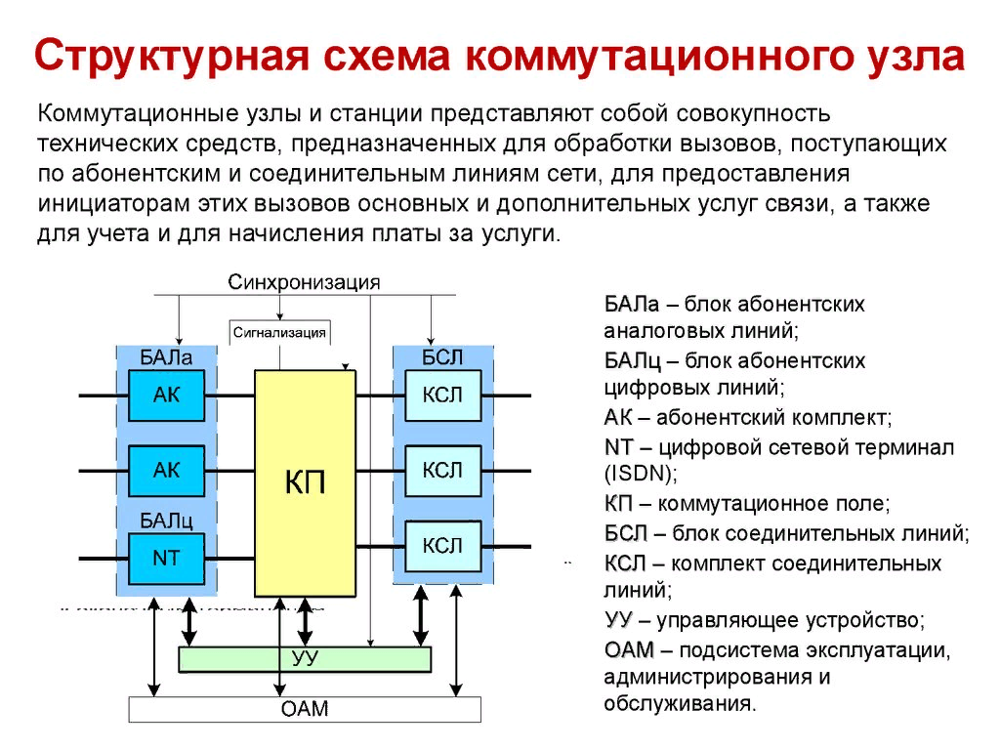 Структурная схема коммутационного узла
Коммутационные узлы и станции представляют собой совокупность
технических средств, предназначенных для обработки вызовов, поступающих
по абонентским и соединительным линиям сети, для предоставления
инициаторам этих вызовов основных и дополнительных услуг связи, а также
для учета и для начисления платы за услуги.
Синхронизация
Сигнализация
БАЛа
БСЛ
АК
КСЛ
АК
КП
КСЛ
БАЛц
NT
КСЛ
УУ
ОАМ
БАЛа – блок абонентских
аналоговых линий;
БАЛц – блок абонентских
цифровых линий;
АК – абонентский комплект;
NT – цифровой сетевой терминал
(ISDN);
КП – коммутационное поле;
БСЛ – блок соединительных линий;
КСЛ – комплект соединительных
линий;
УУ – управляющее устройство;
ОАМ – подсистема эксплуатации,
администрирования и
обслуживания.